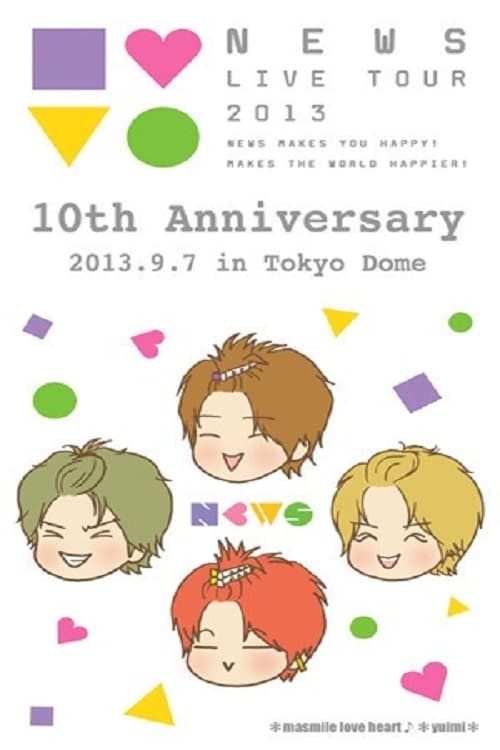 NEWS
LIVE TOUR
2013
NEWS MAKES YOU HAPPY!
MAKES THE WORLD HAPPIER!
10th Anniversary
2013.9.7 in Tokyo Dome
NEWS
*masmile love heart♪*yuimi*